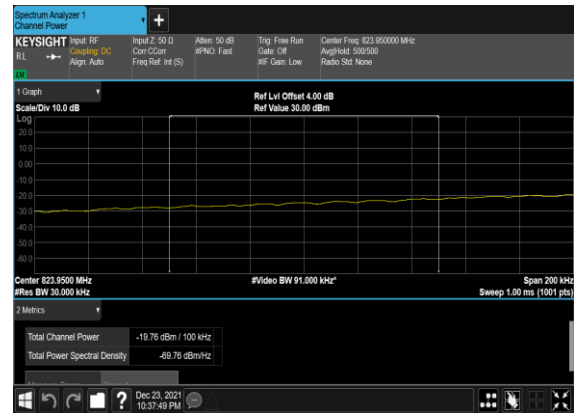 Spectrum Analyzer 1
Channel Power
+
KEYSIGHT Input: RF Input Z: 50 Ω Atten: 50 dB Trig: Free Run Center Freq: 823.950000 MHz
RL Coupling: DC Corr CCorr #PNO: Fast Gate: Off Avg|Hold: 500/500
Align: Auto Freq Ref: Int (S) #IF Gain: Low Radio Std: None
1 Graph Ref Lvl Offset 4.00 dB
Scale/Div 10.0 dB Ref Value 30.00 dBm
Log
20.0
10.0
0.00
-10.0
-20.0
-30.0
-40.0
-50.0
-60.0
Center 823.9500 MHz #Video BW 91.000 kHz* Span 200 kHz
#Res BW 30.000 kHz Sweep 1.00 ms (1001 pts)
2 Metrics
Total Channel Power -19.76 dBm / 100 kHz
Total Power Spectral Density -69.76 dBm/Hz
? Dec 23, 2021
10:37:49 PM